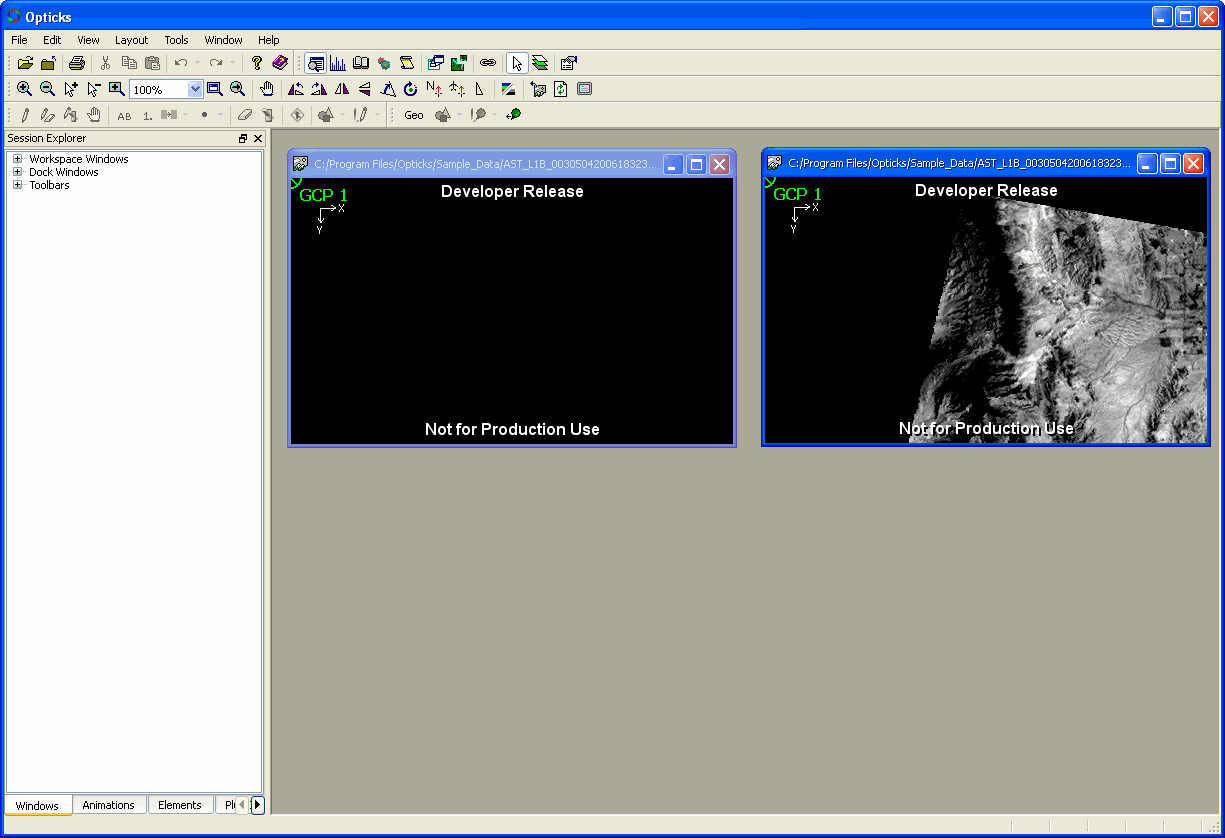 Opticks
File Edit View Layout Tools Window Help
100%
AB 1. Geo
Session Explorer
Workspace Windows
Dock Windows
Toolbars
C:/Program Files/Opticks/Sample_Data/AST_L1B_0030504200618323...
GCP 1
X
Y
Developer Release
Not for Production Use
C:/Program Files/Opticks/Sample_Data/AST_L1B_0030504200618323...
GCP 1
X
Y
Developer Release
Not for Production Use
Windows Animations Elements Plu